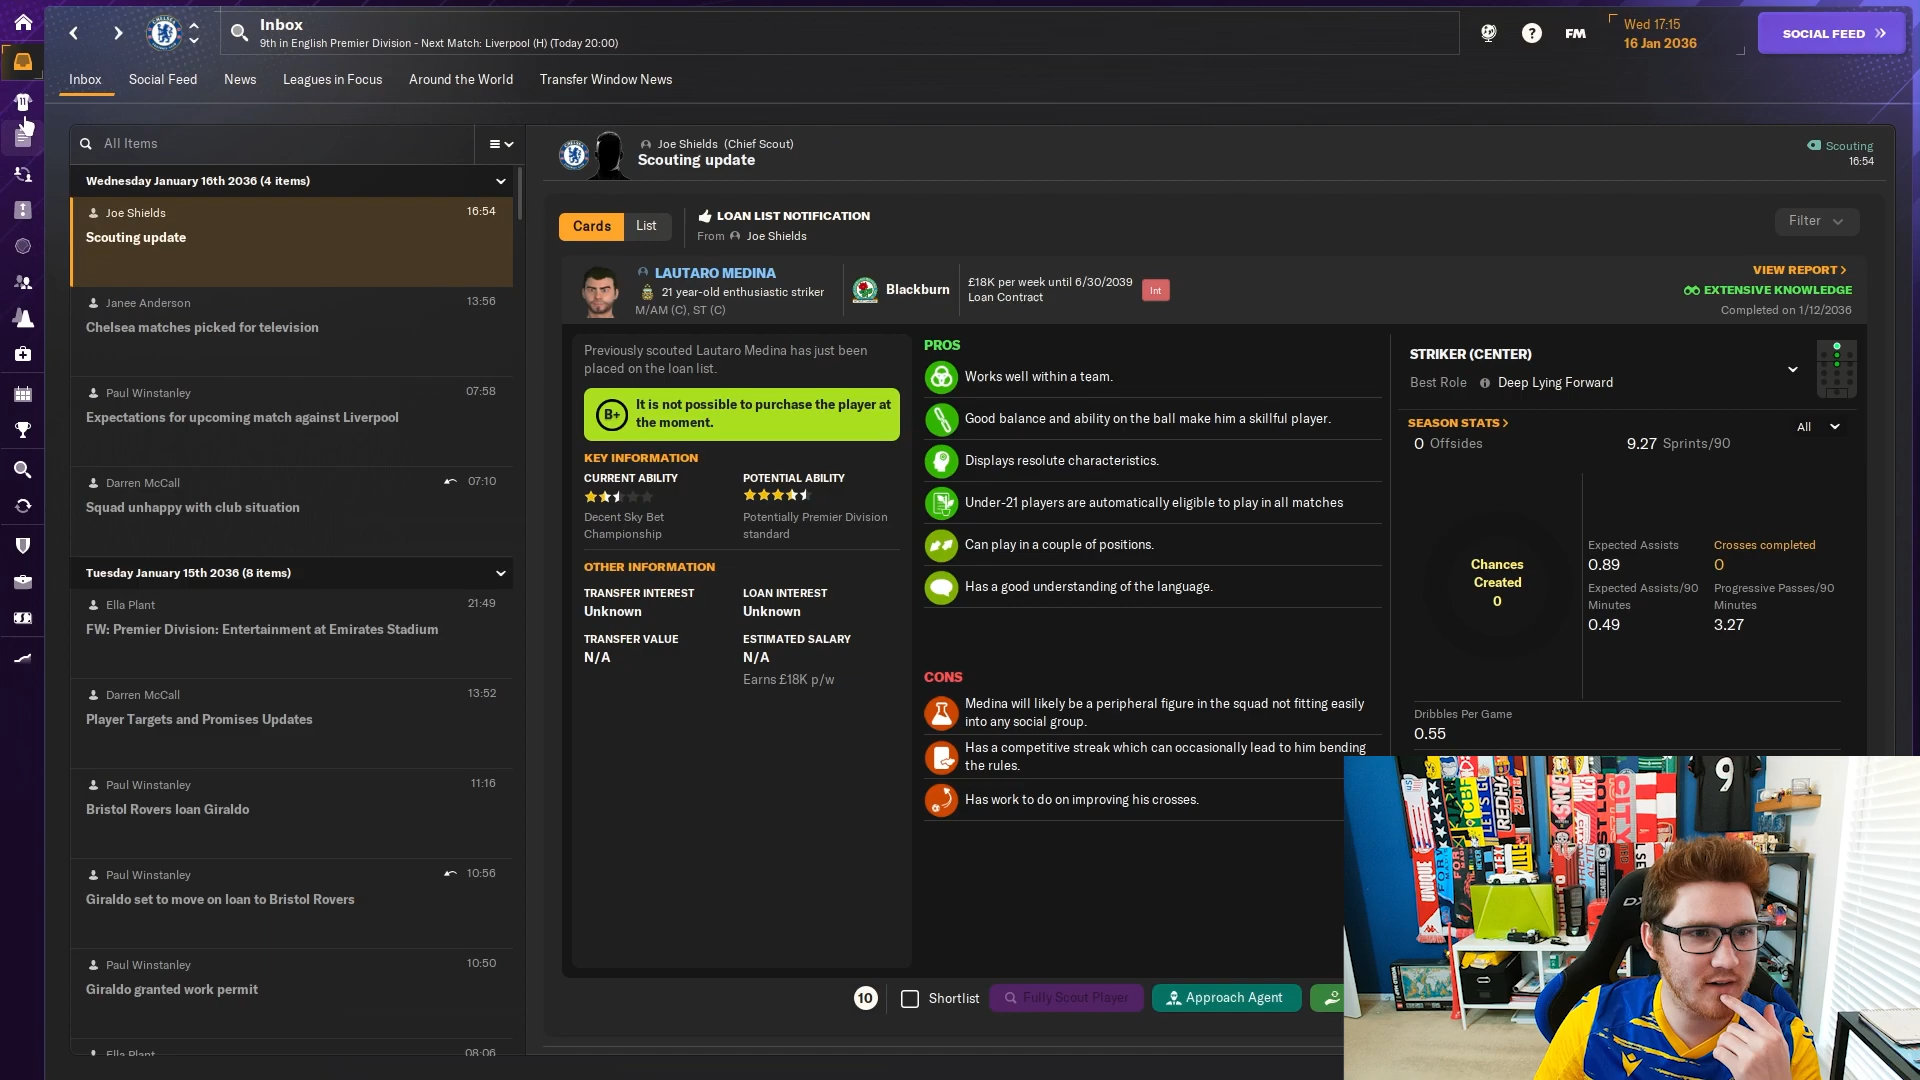 Inbox
9th in English Premier Division - Next Match: Liverpool (H) (Today 20:00)
FM
Wed 17:15
16 Jan 2036
SOCIAL FEED
Inbox
Social Feed
News
Leagues in Focus
Around the World
Transfer Window News
All Items
Wednesday January 16th 2036 (4 items)
Joe Shields
16:54
Scouting update
Janee Anderson
13:56
Chelsea matches picked for television
Paul Winstanley
07:58
Expectations for upcoming match against Liverpool
Darren McCall
07:10
Squad unhappy with club situation
Tuesday January 15th 2036 (8 items)
Ella Plant
21:49
FW: Premier Division: Entertainment at Emirates Stadium
Darren McCall
13:52
Player Targets and Promises Updates
Paul Winstanley
11:16
Bristol Rovers loan Giraldo
Paul Winstanley
10:56
Giraldo set to move on loan to Bristol Rovers
Paul Winstanley
10:50
Giraldo granted work permit
Ella Plant
08:06
Joe Shields (Chief Scout)
Scouting update
Scouting
16:54
Cards
List
LOAN LIST NOTIFICATION
From Joe Shields
Filter
LAUTARO MEDINA
21 year-old enthusiastic striker
M/AM (C), ST (C)
Blackburn
£18K per week until 6/30/2039
Loan Contract
Int
VIEW REPORT >
EXTENSIVE KNOWLEDGE
Completed on 1/12/2036
Previously scouted Lautaro Medina has just been
placed on the loan list.
B+
It is not possible to purchase the player at
the moment.
KEY INFORMATION
CURRENT ABILITY
POTENTIAL ABILITY
Decent Sky Bet
Championship
Potentially Premier Division
standard
OTHER INFORMATION
TRANSFER INTEREST
Unknown
LOAN INTEREST
Unknown
TRANSFER VALUE
N/A
ESTIMATED SALARY
N/A
Earns £18K p/w
PROS
Works well within a team.
Good balance and ability on the ball make him a skillful player.
Displays resolute characteristics.
Under-21 players are automatically eligible to play in all matches
Can play in a couple of positions.
Has a good understanding of the language.
CONS
Medina will likely be a peripheral figure in the squad not fitting easily
into any social group.
Has a competitive streak which can occasionally lead to him bending
the rules.
Has work to do on improving his crosses.
STRIKER (CENTER)
Best Role Deep Lying Forward
SEASON STATS >
All
0 Offsides
9.27 Sprints/90
Chances
Created
0
Expected Assists
0.89
Crosses completed
0
Expected Assists/90
Minutes
0.49
Progressive Passes/90
Minutes
3.27
Dribbles Per Game
0.55
10
Shortlist
Fully Scout Player
Approach Agent
9
UNIQUE
CITY